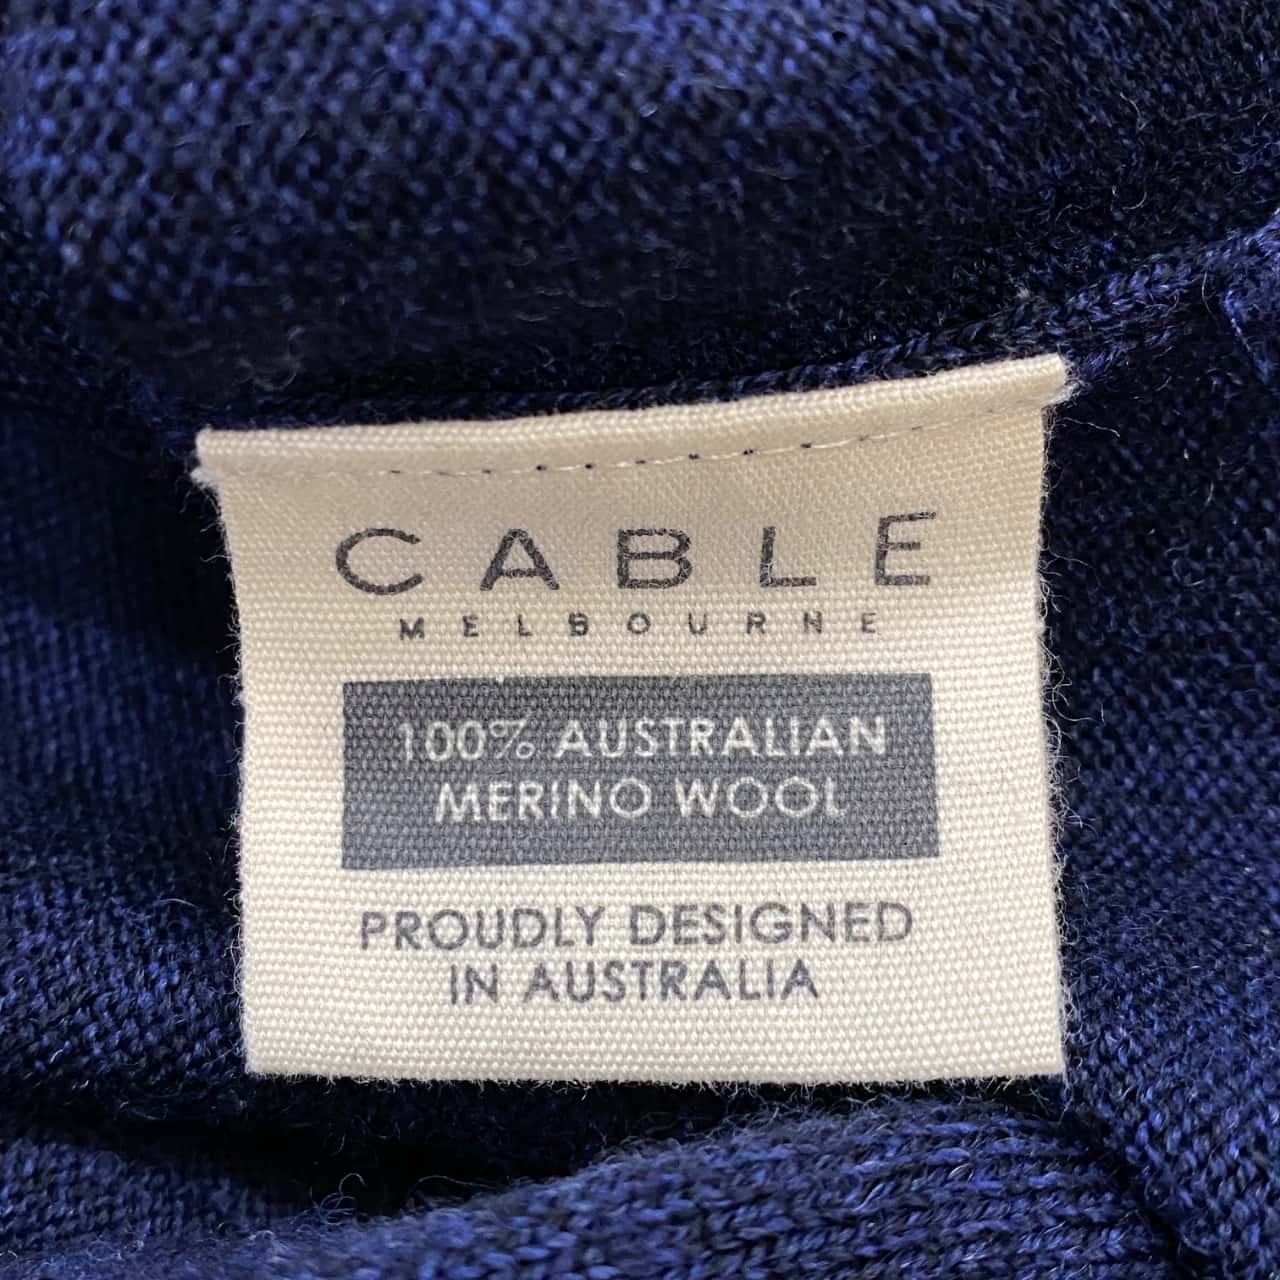 CABLE
MELBOURNE
100% AUSTRALIAN
MERINO WOOL
PROUDLY DESIGNED
IN AUSTRALIA